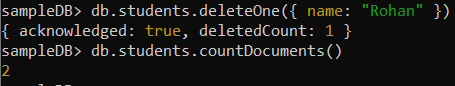 sampleDB> db.students.deleteOne({ name: "Rohan" })
{ acknowledged: true, deletedCount: 1 }
sampleDB> db.students.countDocuments()
2